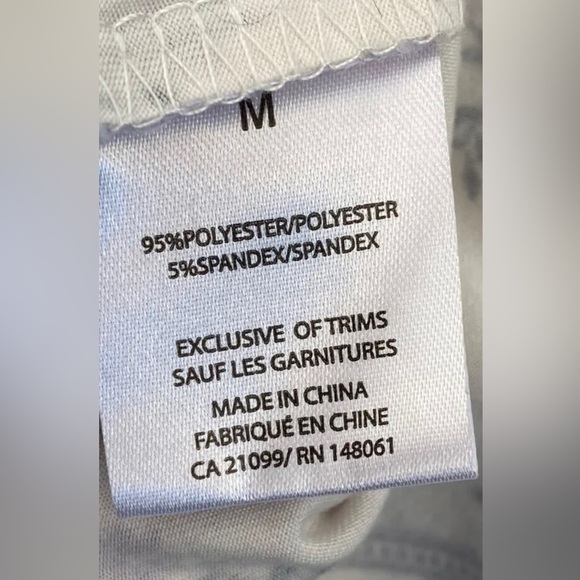 M
95%POLYESTER/POLYESTER
5%SPANDEX/SPANDEX
EXCLUSIVE OF TRIMS
SAUF LES GARNITURES
MADE IN CHINA
FABRIQUÉ EN CHINE
CA 21099/ RN 148061